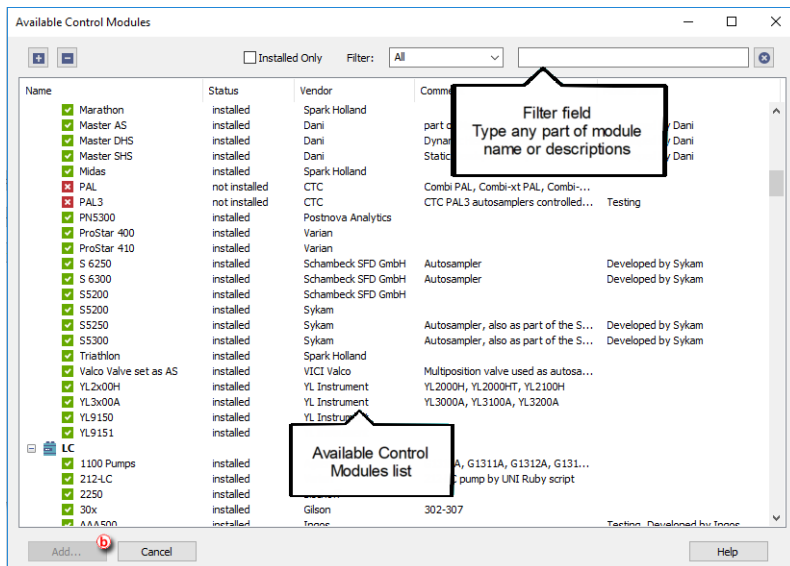 Available Control Modules
Installed Only Filter: All
Name Status Vendor Comme
Marathon installed Spark Holland
Master AS installed Dani part o y Dani
Master DHS installed Dani Dynar y Dani
Master SHS installed Dani Static y Dani
Midas installed Spark Holland
PAL not installed CTC Combi PAL, Combi-xt PAL, Combi-...
PAL3 not installed CTC CTC PAL3 autosamplers controlled... Testing
PN5300 installed Postnova Analytics
ProStar 400 installed Varian
ProStar 410 installed Varian
S 6250 installed Schambeck SFD GmbH Autosampler Developed by Sykam
S 6300 installed Schambeck SFD GmbH Autosampler Developed by Sykam
S5200 installed Schambeck SFD GmbH
S5200 installed Sykam
S5250 installed Sykam Autosampler, also as part of the S... Developed by Sykam
S5300 installed Sykam Autosampler, also as part of the S... Developed by Sykam
Triathlon installed Spark Holland
Valco Valve set as AS installed VICI Valco Multiposition valve used as autosa...
YL2x00H installed YL Instrument YL2000H, YL2000HT, YL2100H
YL3x00A installed YL Instrument YL3000A, YL3100A, YL3200A
YL9150 installed YL Instrument
YL9151 installed
LC
1100 Pumps installed A, G1311A, G1312A, G131...
212-LC installed C pump by UNI Ruby script
2250 installed
30x installed Gilson 302-307
AAA500 installed Ingos Testing, Developed by Ingos
Filter field
Type any part of module
name or descriptions
Available Control
Modules list
Add... b Cancel Help